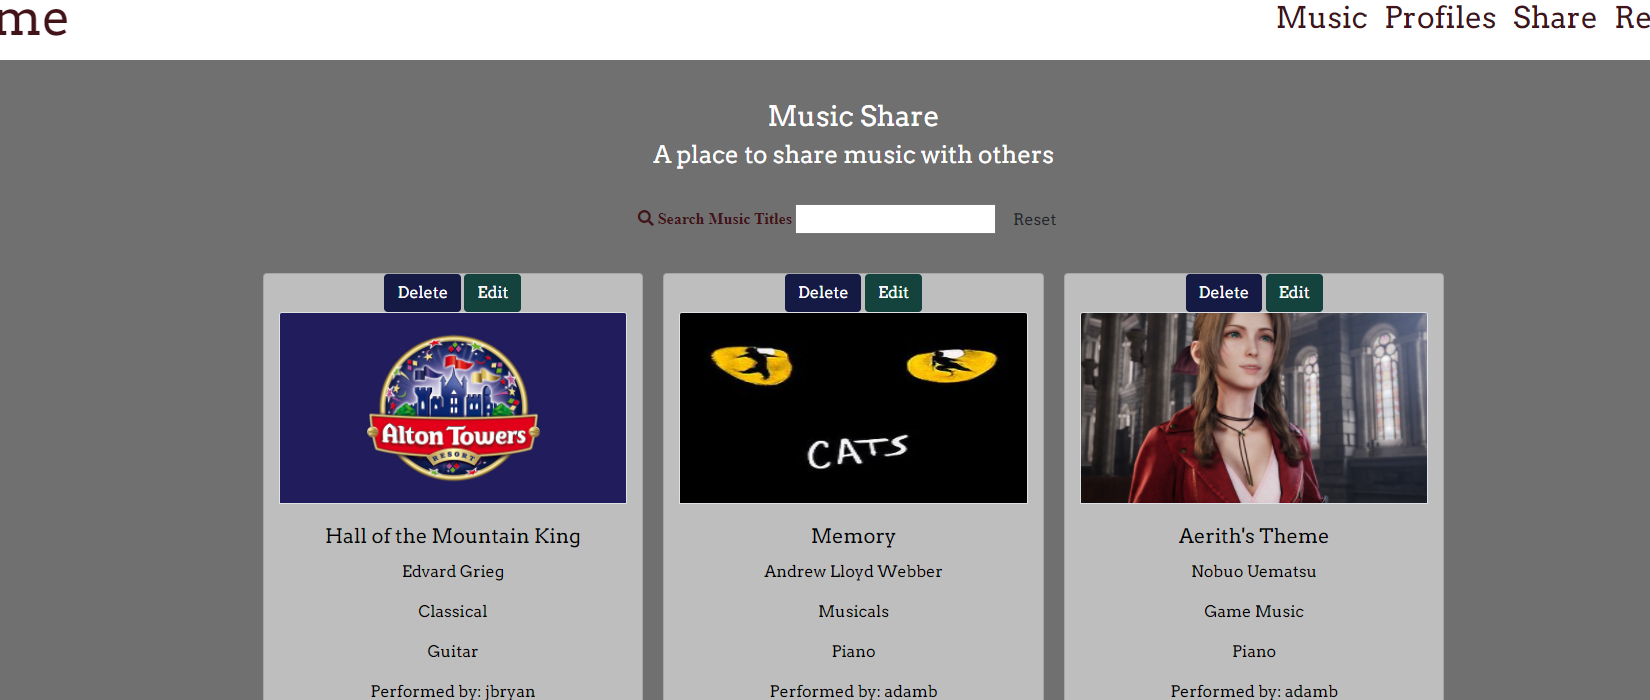 me
Music Profiles Share Re
Music Share
A place to share music with others
Search Music Titles Reset
Delete Edit
Delete Edit
Delete Edit
Alton Towers
RESORT
CATS
Hall of the Mountain King
Edvard Grieg
Classical
Guitar
Performed by: jbryan
Memory
Andrew Lloyd Webber
Musicals
Piano
Performed by: adamb
Aerith's Theme
Nobuo Uematsu
Game Music
Piano
Performed by: adamb